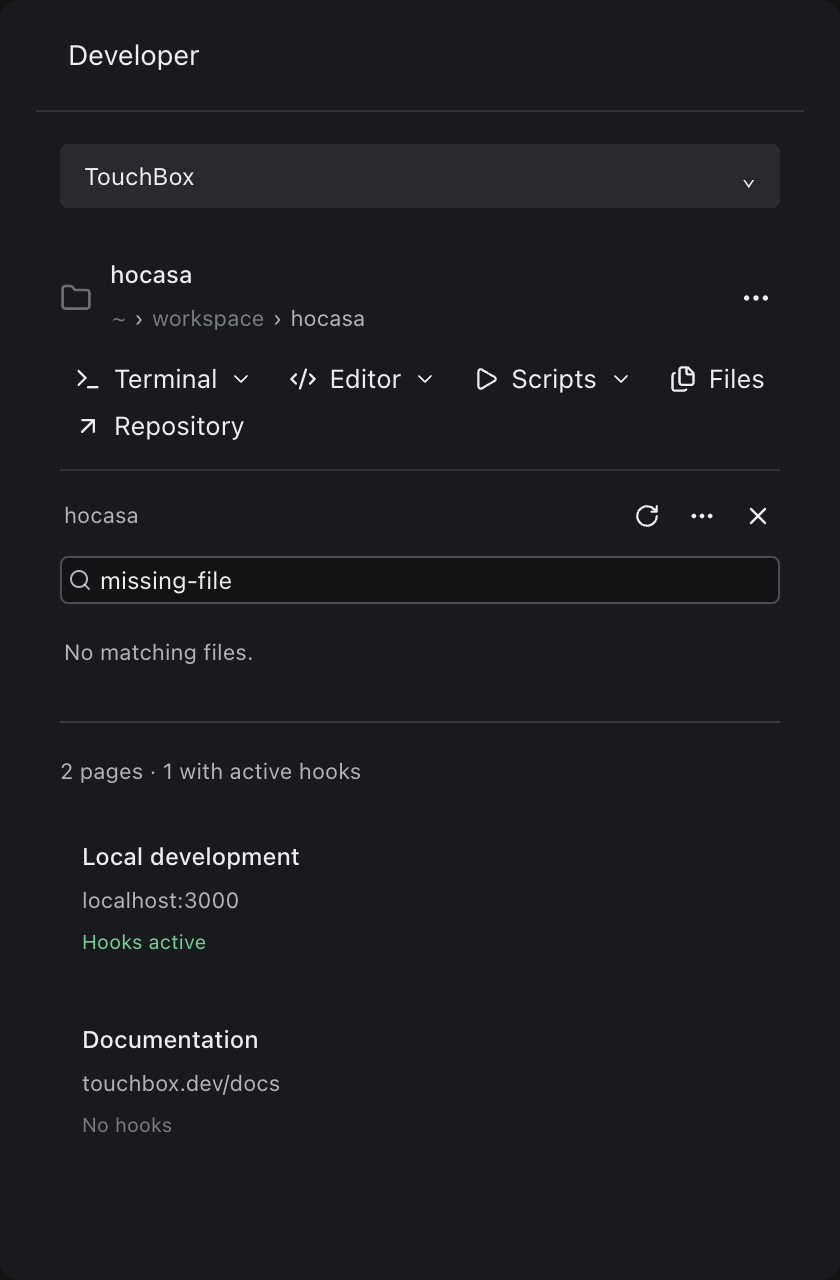 Developer
TouchBox
hocasa
~ › workspace › hocasa
Terminal Editor Scripts Files
Repository
hocasa
missing-file
No matching files.
2 pages · 1 with active hooks
Local development
localhost:3000
Hooks active
Documentation
touchbox.dev/docs
No hooks